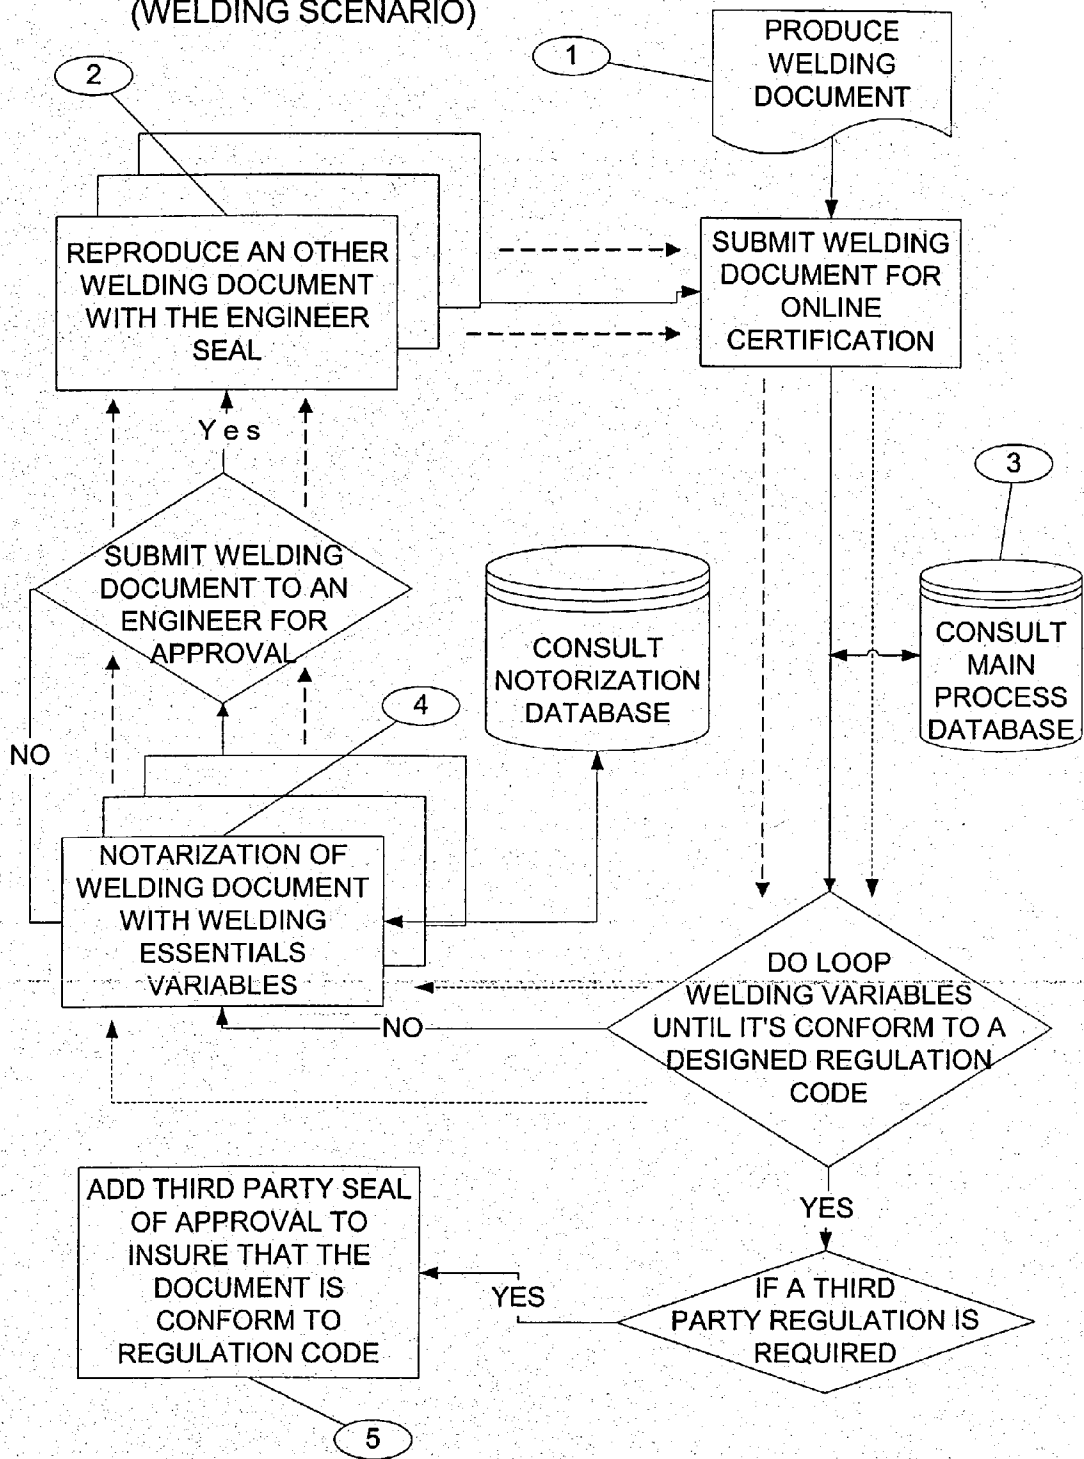 (WELDING SCENARIO)
1
PRODUCE
WELDING
DOCUMENT
2
REPRODUCE AN OTHER
WELDING DOCUMENT
WITH THE ENGINEER
SEAL
SUBMIT WELDING
DOCUMENT FOR
ONLINE
CERTIFICATION
Yes
3
SUBMIT WELDING
DOCUMENT TO AN
ENGINEER FOR
APPROVAL
CONSULT
NOTORIZATION
DATABASE
CONSULT
MAIN
PROCESS
DATABASE
4
NO
NOTARIZATION OF
WELDING DOCUMENT
WITH WELDING
ESSENTIALS
VARIABLES
DO LOOP
WELDING VARIABLES
UNTIL IT'S CONFORM TO A
DESIGNED REGULATION
CODE
NO
YES
ADD THIRD PARTY SEAL
OF APPROVAL TO
INSURE THAT THE
DOCUMENT IS
CONFORM TO
REGULATION CODE
YES
IF A THIRD
PARTY REGULATION IS
REQUIRED
5